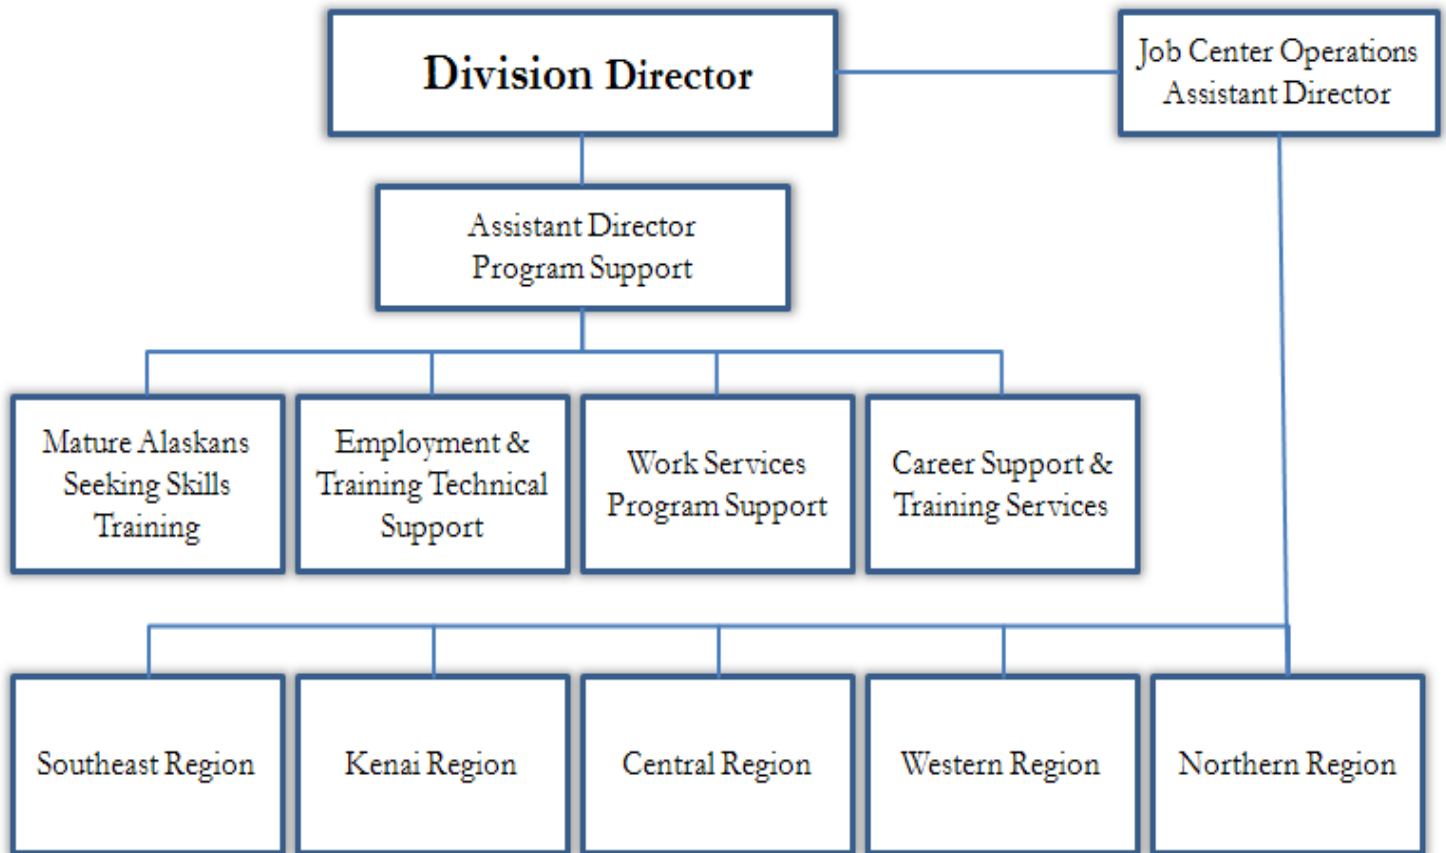 Division Director
Job Center Operations
Assistant Director
Assistant Director
Program Support
Mature Alaskans
Seeking Skills
Training
Employment &
Training Technical
Support
Work Services
Program Support
Career Support &
Training Services
Southeast Region
Kenai Region
Central Region
Western Region
Northern Region